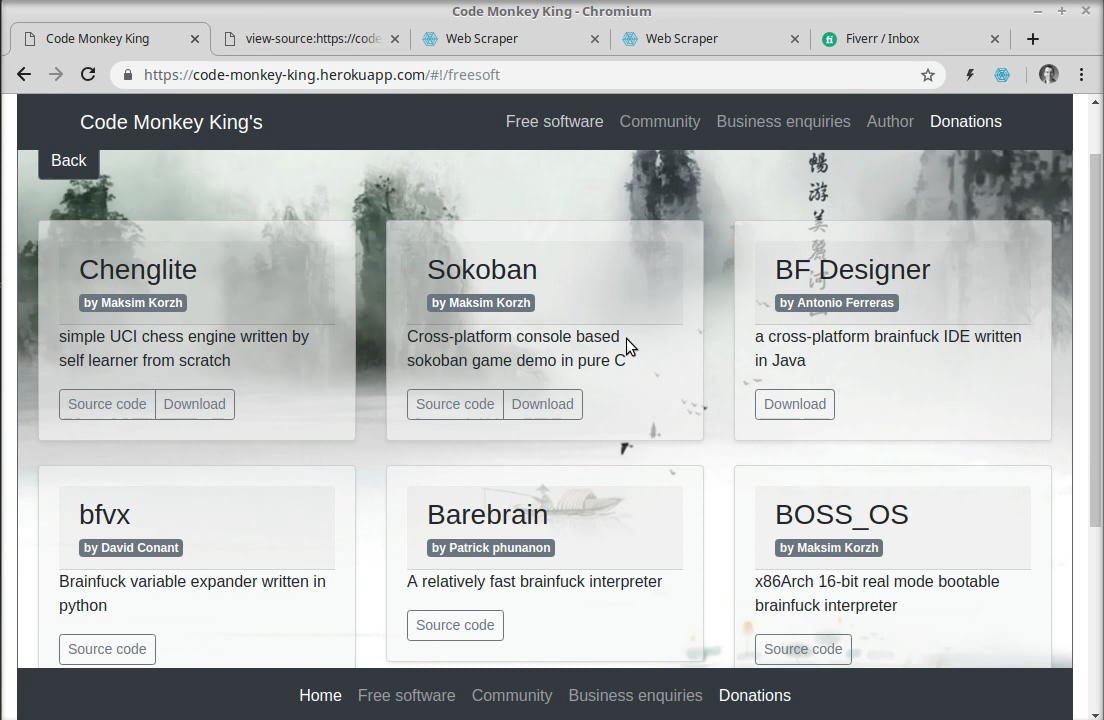 Code Monkey King - Chromium
Code Monkey King
view-source:https://code
Web Scraper
Web Scraper
Fiverr / Inbox
https://code-monkey-king.herokuapp.com/#!/freesoft
Code Monkey King's
Free software Community Business enquiries Author Donations
Back
暢
游
美
麗
河
山
Chenglite
by Maksim Korzh
simple UCI chess engine written by
self learner from scratch
Source code Download
Sokoban
by Maksim Korzh
Cross-platform console based
sokoban game demo in pure C
Source code Download
BF Designer
by Antonio Ferreras
a cross-platform brainfuck IDE written
in Java
Download
bfvx
by David Conant
Brainfuck variable expander written in
python
Source code
Barebrain
by Patrick phunanon
A relatively fast brainfuck interpreter
Source code
BOSS_OS
by Maksim Korzh
x86Arch 16-bit real mode bootable
brainfuck interpreter
Source code
Home Free software Community Business enquiries Donations